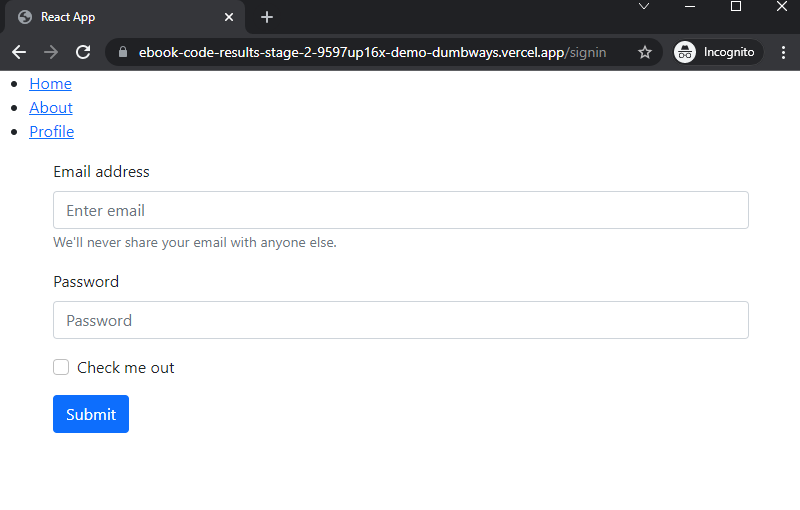 React App
ebook-code-results-stage-2-9597up16x-demo-dumbways.vercel.app/signin
Incognito
Home
About
Profile
Email address
Enter email
We'll never share your email with anyone else.
Password
Password
Check me out
Submit